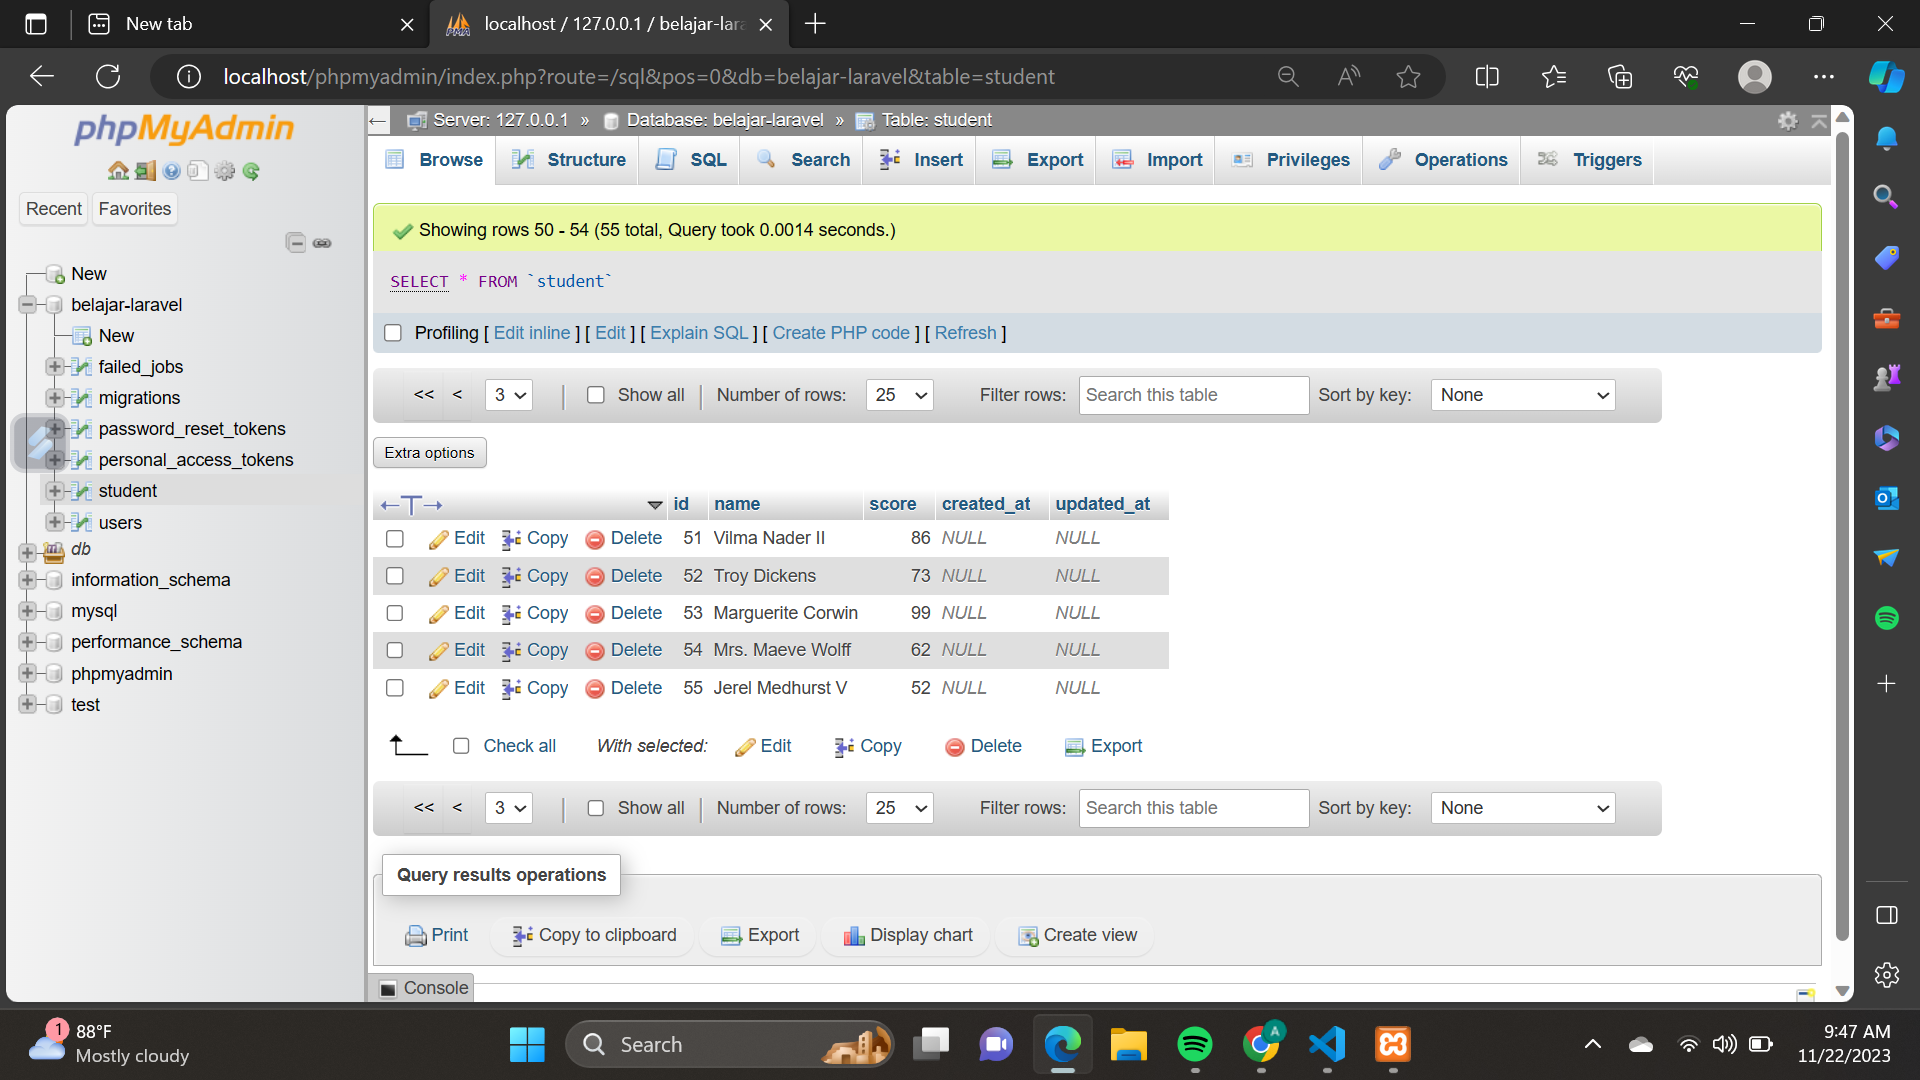 New tab
localhost / 127.0.0.1 / belajar-lara
localhost/phpmyadmin/index.php?route=/sql&pos=0&db=belajar-laravel&table=student
phpMyAdmin
Recent Favorites
New
belajar-laravel
New
failed_jobs
migrations
password_reset_tokens
personal_access_tokens
student
users
db
information_schema
mysql
performance_schema
phpmyadmin
test
Server: 127.0.0.1 » Database: belajar-laravel » Table: student
Browse Structure SQL Search Insert Export Import Privileges Operations Triggers
Showing rows 50 - 54 (55 total, Query took 0.0014 seconds.)
SELECT * FROM `student`
Profiling [ Edit inline ] [ Edit ] [ Explain SQL ] [ Create PHP code ] [ Refresh ]
<< < 3 | Show all | Number of rows: 25 Filter rows: Search this table Sort by key: None
Extra options
←T→ id name score created_at updated_at
Edit Copy Delete 51 Vilma Nader II 86 NULL NULL
Edit Copy Delete 52 Troy Dickens 73 NULL NULL
Edit Copy Delete 53 Marguerite Corwin 99 NULL NULL
Edit Copy Delete 54 Mrs. Maeve Wolff 62 NULL NULL
Edit Copy Delete 55 Jerel Medhurst V 52 NULL NULL
Check all With selected: Edit Copy Delete Export
<< < 3 | Show all | Number of rows: 25 Filter rows: Search this table Sort by key: None
Query results operations
Print Copy to clipboard Export Display chart Create view
Console
1 88°F
Mostly cloudy
Search
A
9:47 AM
11/22/2023